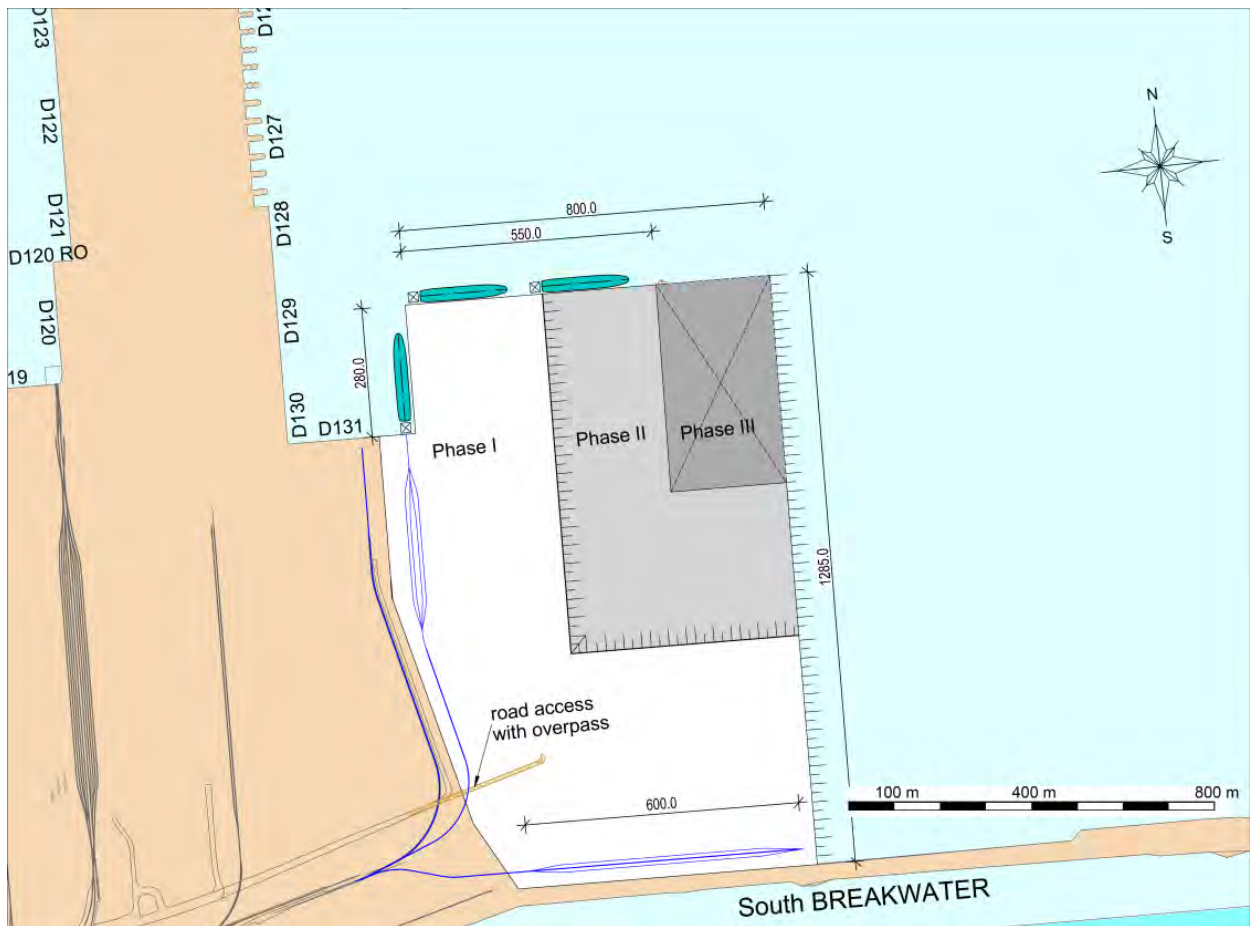 D123
D12
D122
D127
N
D121
D128
S
D120 RO
800.0
550.0
D120
D129
19
280.0
D130
D131
Phase I
Phase II
Phase III
1285.0
road access
with overpass
600.0
100 m
400 m
800 m
South BREAKWATER